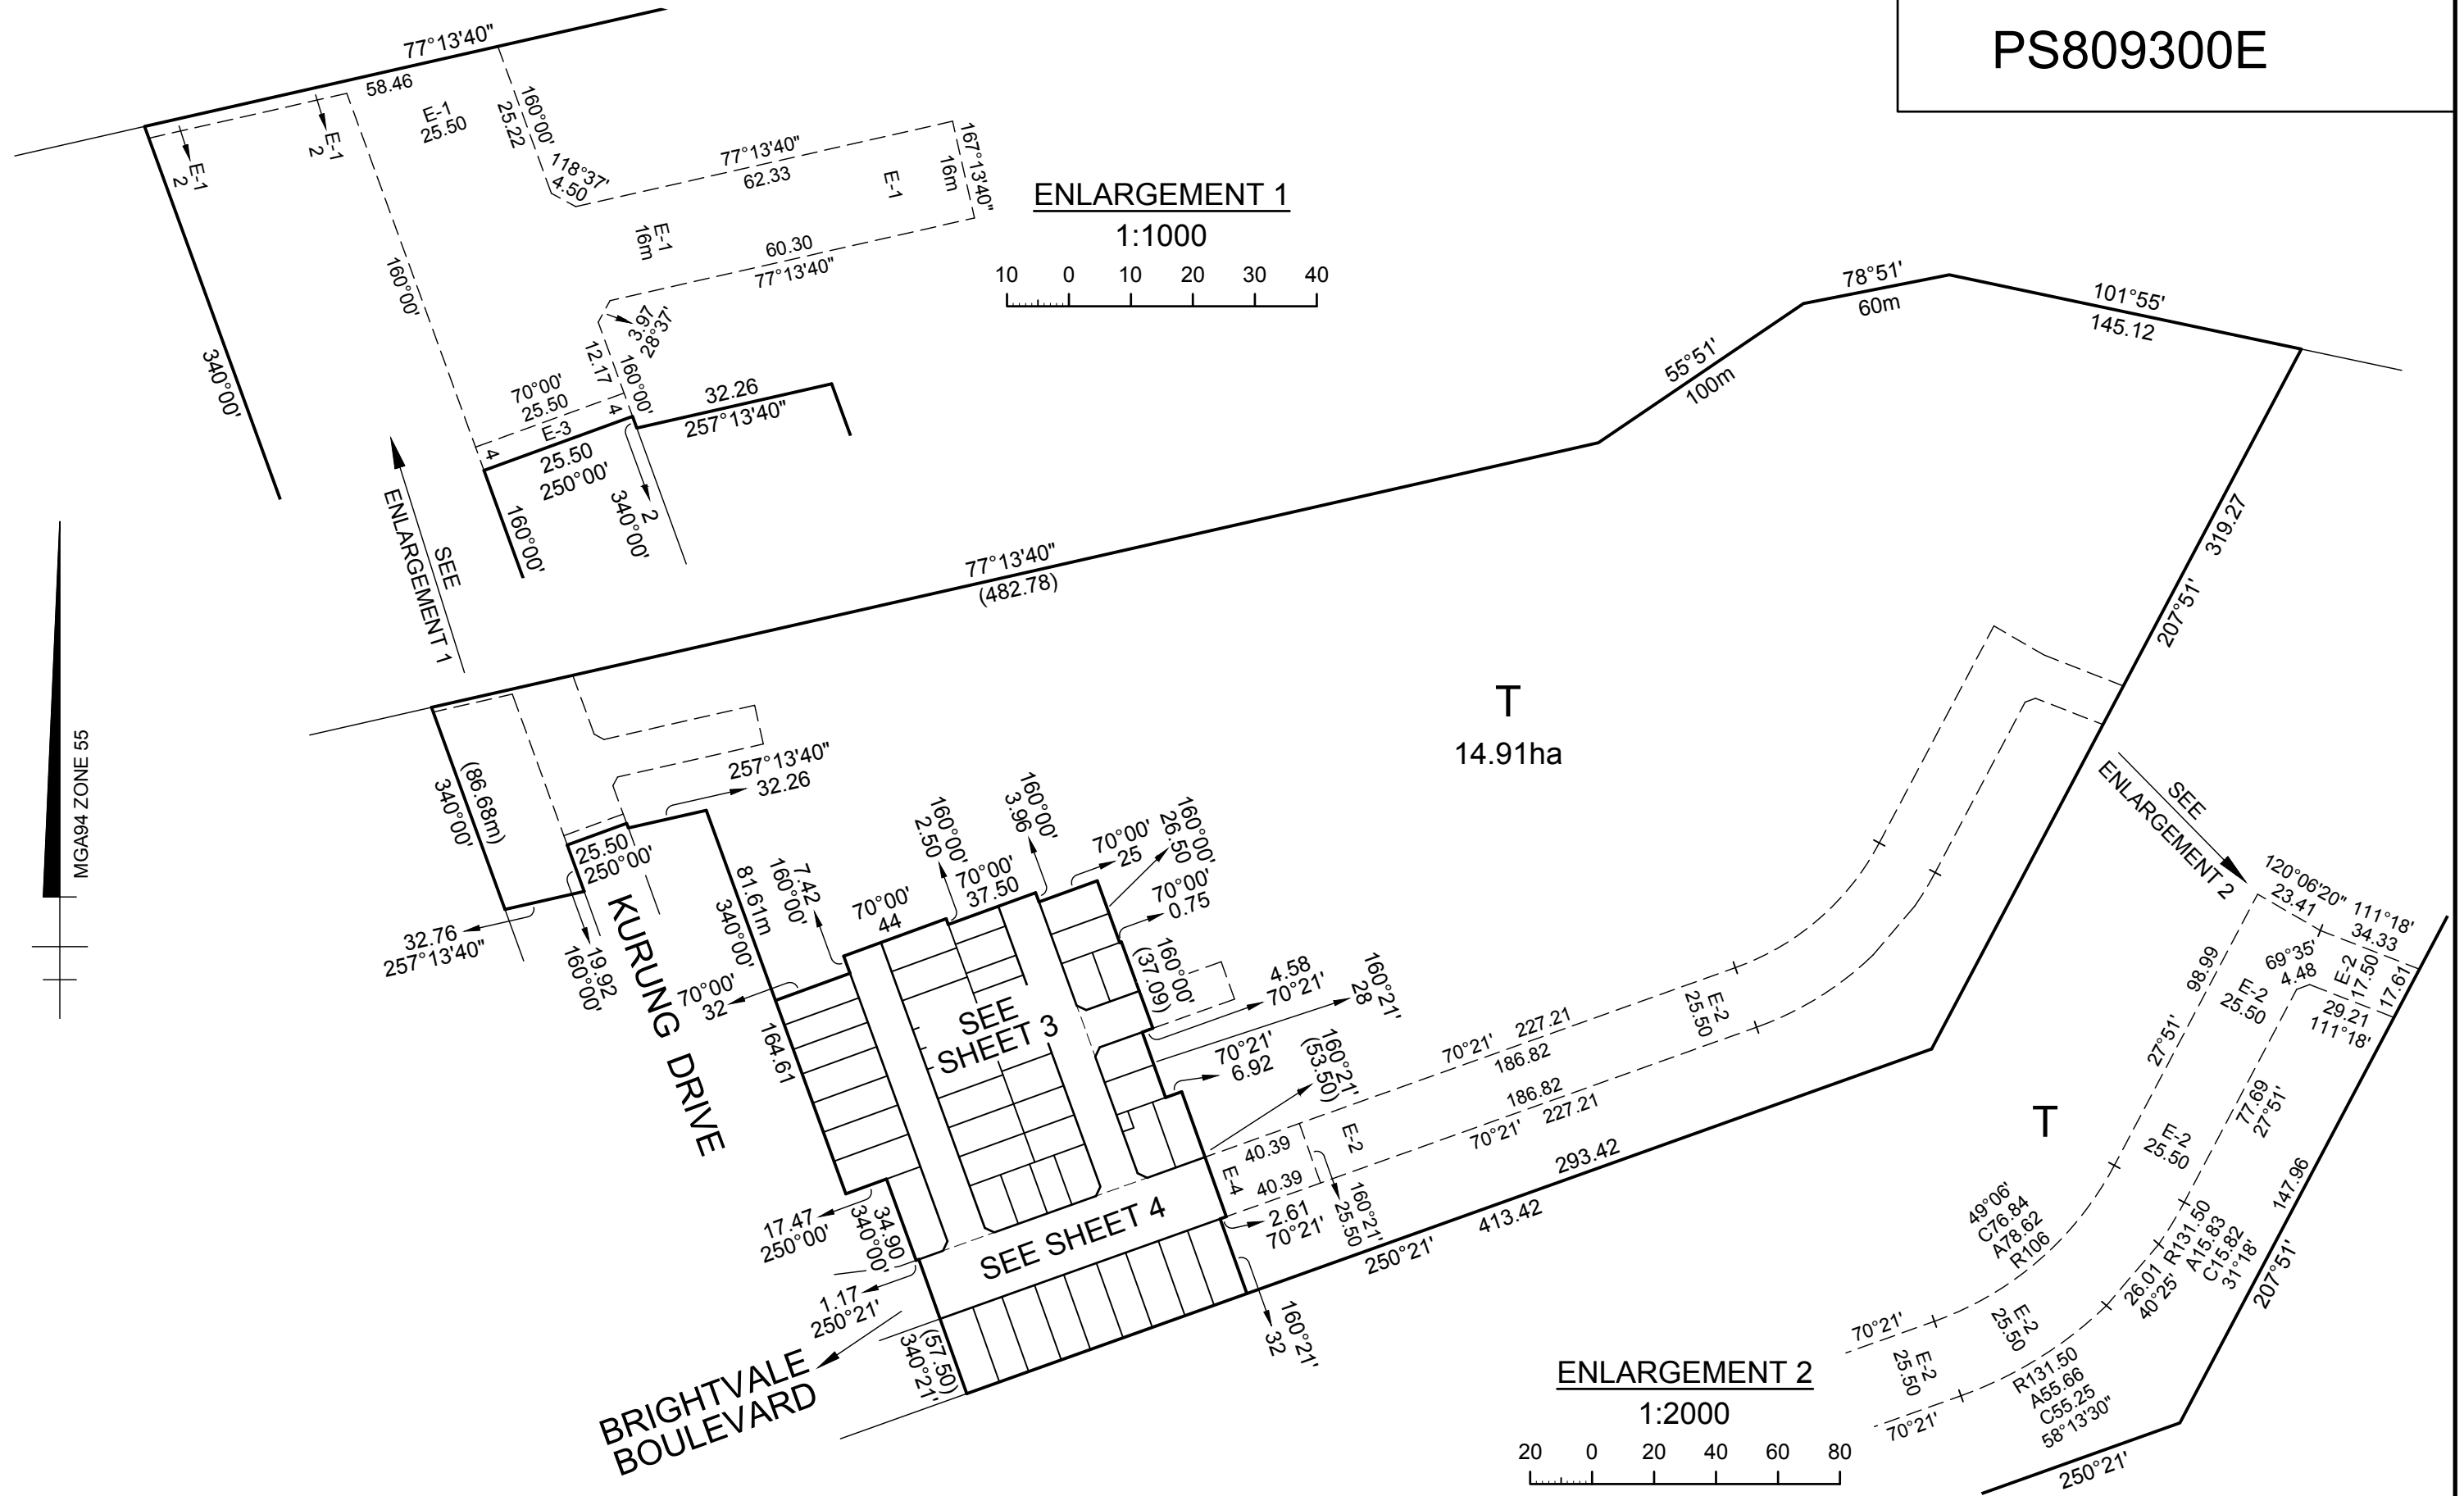 PS809300E
77°13'40"
58.46
E-1
25.50
E-1
2
E-1
2
160°00'
25.22
118°37'
4.50
77°13'40"
62.33
E-1
167°13'40"
16m
E-1
16m
60.30
77°13'40"
160°00'
340°00'
3.97
28°37'
12.17
160°00'
70°00'
25.50
4
E-3
4
25.50
250°00'
32.26
257°13'40"
2
340°00'
160°00'
ENLARGEMENT 1
1:1000
10 0 10 20 30 40
SEE
ENLARGEMENT 1
MGA94 ZONE 55
78°51'
60m
101°55'
145.12
55°51'
100m
319.27
207°51'
77°13'40"
(482.78)
T
14.91ha
(86.68m)
340°00'
257°13'40"
32.26
25.50
250°00'
32.76
257°13'40"
19.92
160°00'
KURUNG DRIVE
81.61m
340°00'
7.42
160°00'
70°00'
44
160°00'
2.50
70°00'
37.50
160°00'
3.96
70°00'
25
160°00'
26.50
70°00'
0.75
160°00'
(37.09)
4.58
70°21'
160°21'
28
70°21'
6.92
160°21'
(53.50)
70°00'
32
164.61
SEE
SHEET 3
SEE SHEET 4
17.47
250°00'
34.90
340°00'
1.17
250°21'
BRIGHTVALE
BOULEVARD
(57.50)
340°21'
40.39
E-4
40.39
E-2
160°21'
25.50
2.61
70°21'
160°21'
32
70°21' 227.21
186.82
186.82
70°21' 227.21
E-2
25.50
293.42
413.42
250°21'
SEE
ENLARGEMENT 2
ENLARGEMENT 2
1:2000
20 0 20 40 60 80
120°06'20"
23.41
111°18'
34.33
98.99
27°51'
69°35'
4.48
E-2
17.50
17.61
E-2
25.50
29.21
111°18'
77.69
27°51'
T
E-2
25.50
147.96
207°51'
49°06'
C76.84
A78.62
R106
R131.50
A15.83
C15.82
31°18'
26.01
40°25'
70°21'
E-2
25.50
E-2
25.50
70°21'
R131.50
A55.66
C55.25
58°13'30"
250°21'